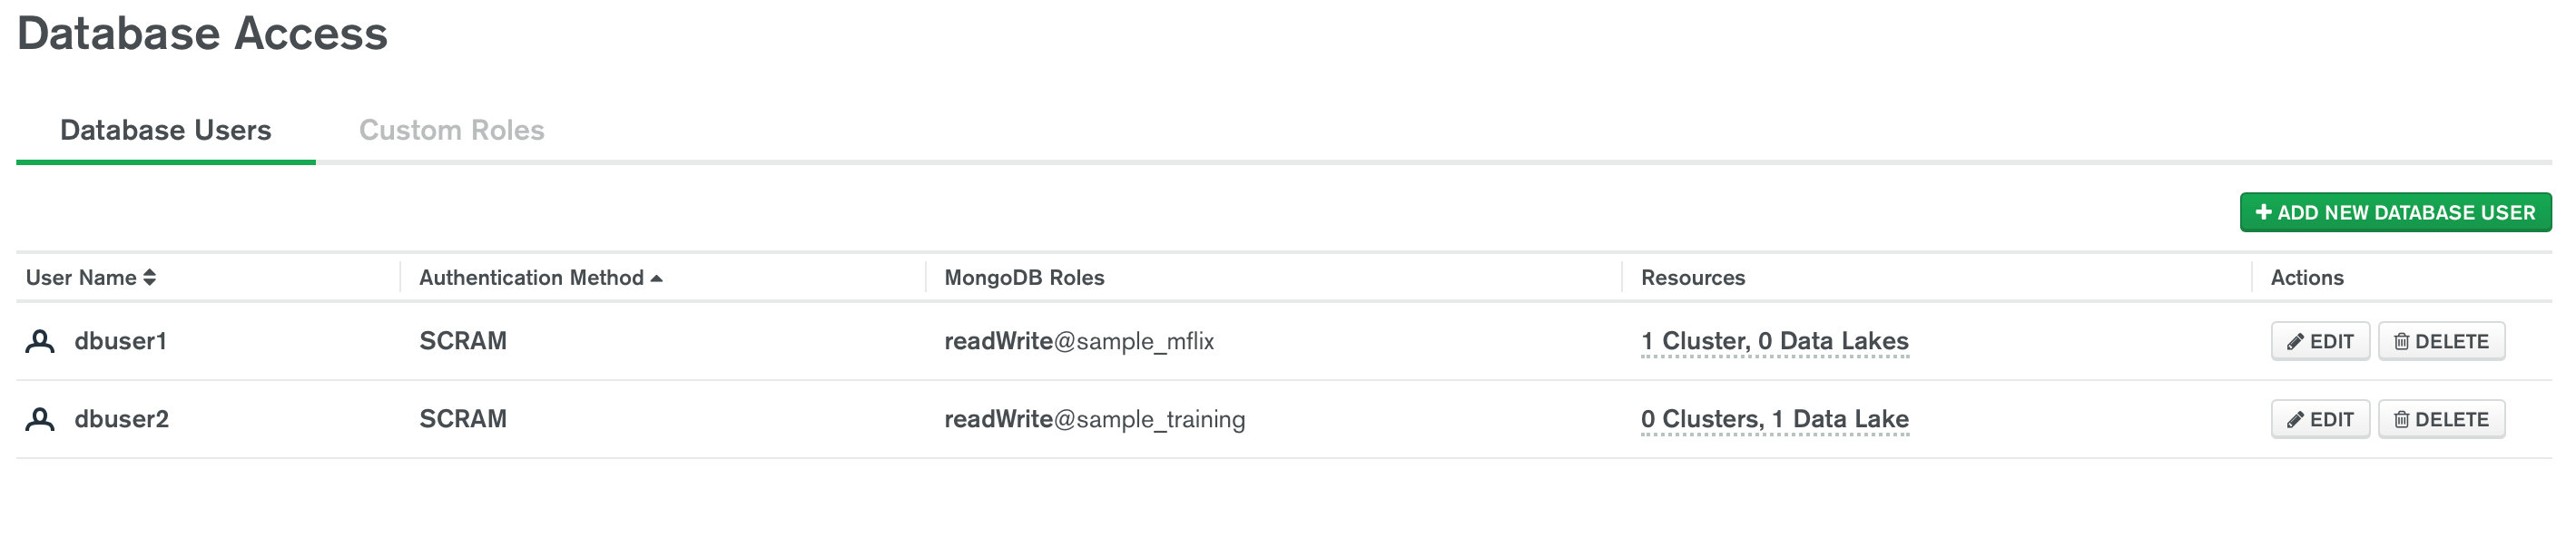 Database Access
Database Users Custom Roles
ADD NEW DATABASE USER
User Name Authentication Method MongoDB Roles Resources Actions
dbuser1 SCRAM readWrite@sample_mflix 1 Cluster, 0 Data Lakes EDIT DELETE
dbuser2 SCRAM readWrite@sample_training 0 Clusters, 1 Data Lake EDIT DELETE